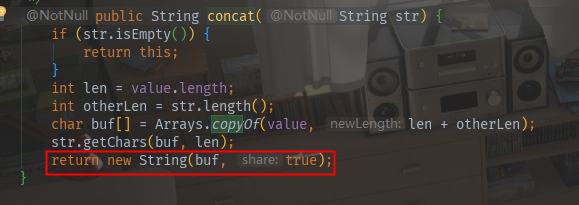 */
@NotNull public String concat( @NotNull String str) {
if (str.isEmpty()) {
return this;
}
int len = value.length;
int otherLen = str.length();
char buf[] = Arrays.copyOf(value, newLength: len + otherLen);
str.getChars(buf, len);
return new String(buf, share: true);
}